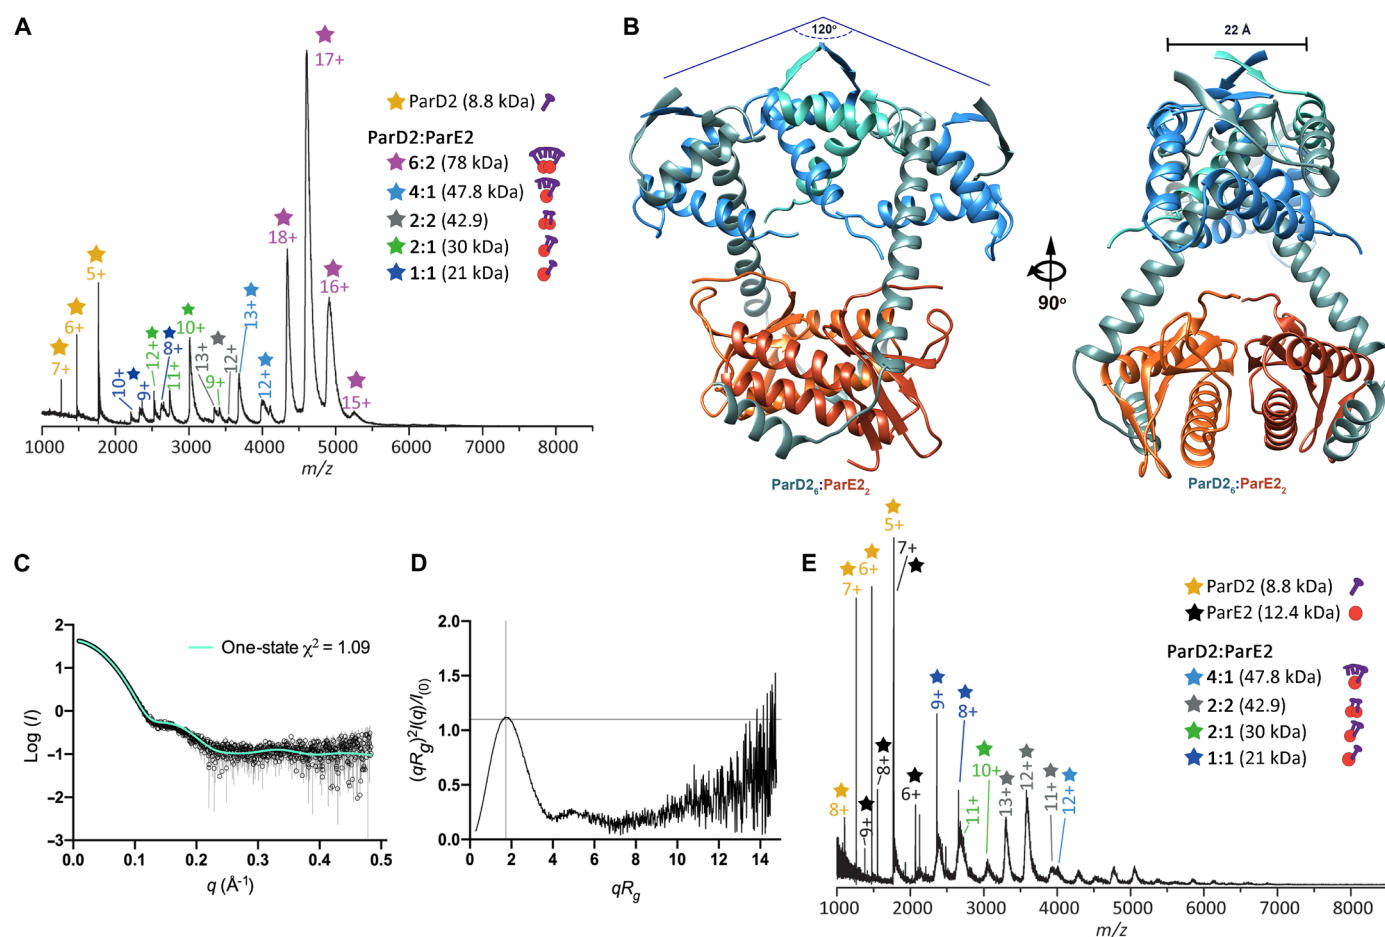 A
17+
18+
16+
15+
5+
6+
7+
10+
9+
12+
8+
11+
10+
13+
9+
12+
13+
12+
ParD2 (8.8 kDa)
ParD2:ParE2
6:2 (78 kDa)
4:1 (47.8 kDa)
2:2 (42.9)
2:1 (30 kDa)
1:1 (21 kDa)
1000 2000 3000 4000 5000 6000 7000 8000
m/z
B
120°
22 Å
90°
ParD2₆:ParE2₂
ParD2₆:ParE2₂
C
One-state χ² = 1.09
Log (I)
2
1
0
–1
–2
–3
0.0 0.1 0.2 0.3 0.4 0.5
q (Å⁻¹)
D
(qRg)²I(q)/I(0)
2.0
1.5
1.0
0.5
0.0
0 2 4 6 8 10 12 14
qRg
E
5+
7+
6+
7+
8+
8+
9+
6+
9+
8+
11+
10+
13+
12+
11+
12+
ParD2 (8.8 kDa)
ParE2 (12.4 kDa)
ParD2:ParE2
4:1 (47.8 kDa)
2:2 (42.9)
2:1 (30 kDa)
1:1 (21 kDa)
1000 2000 3000 4000 5000 6000 7000 8000
m/z